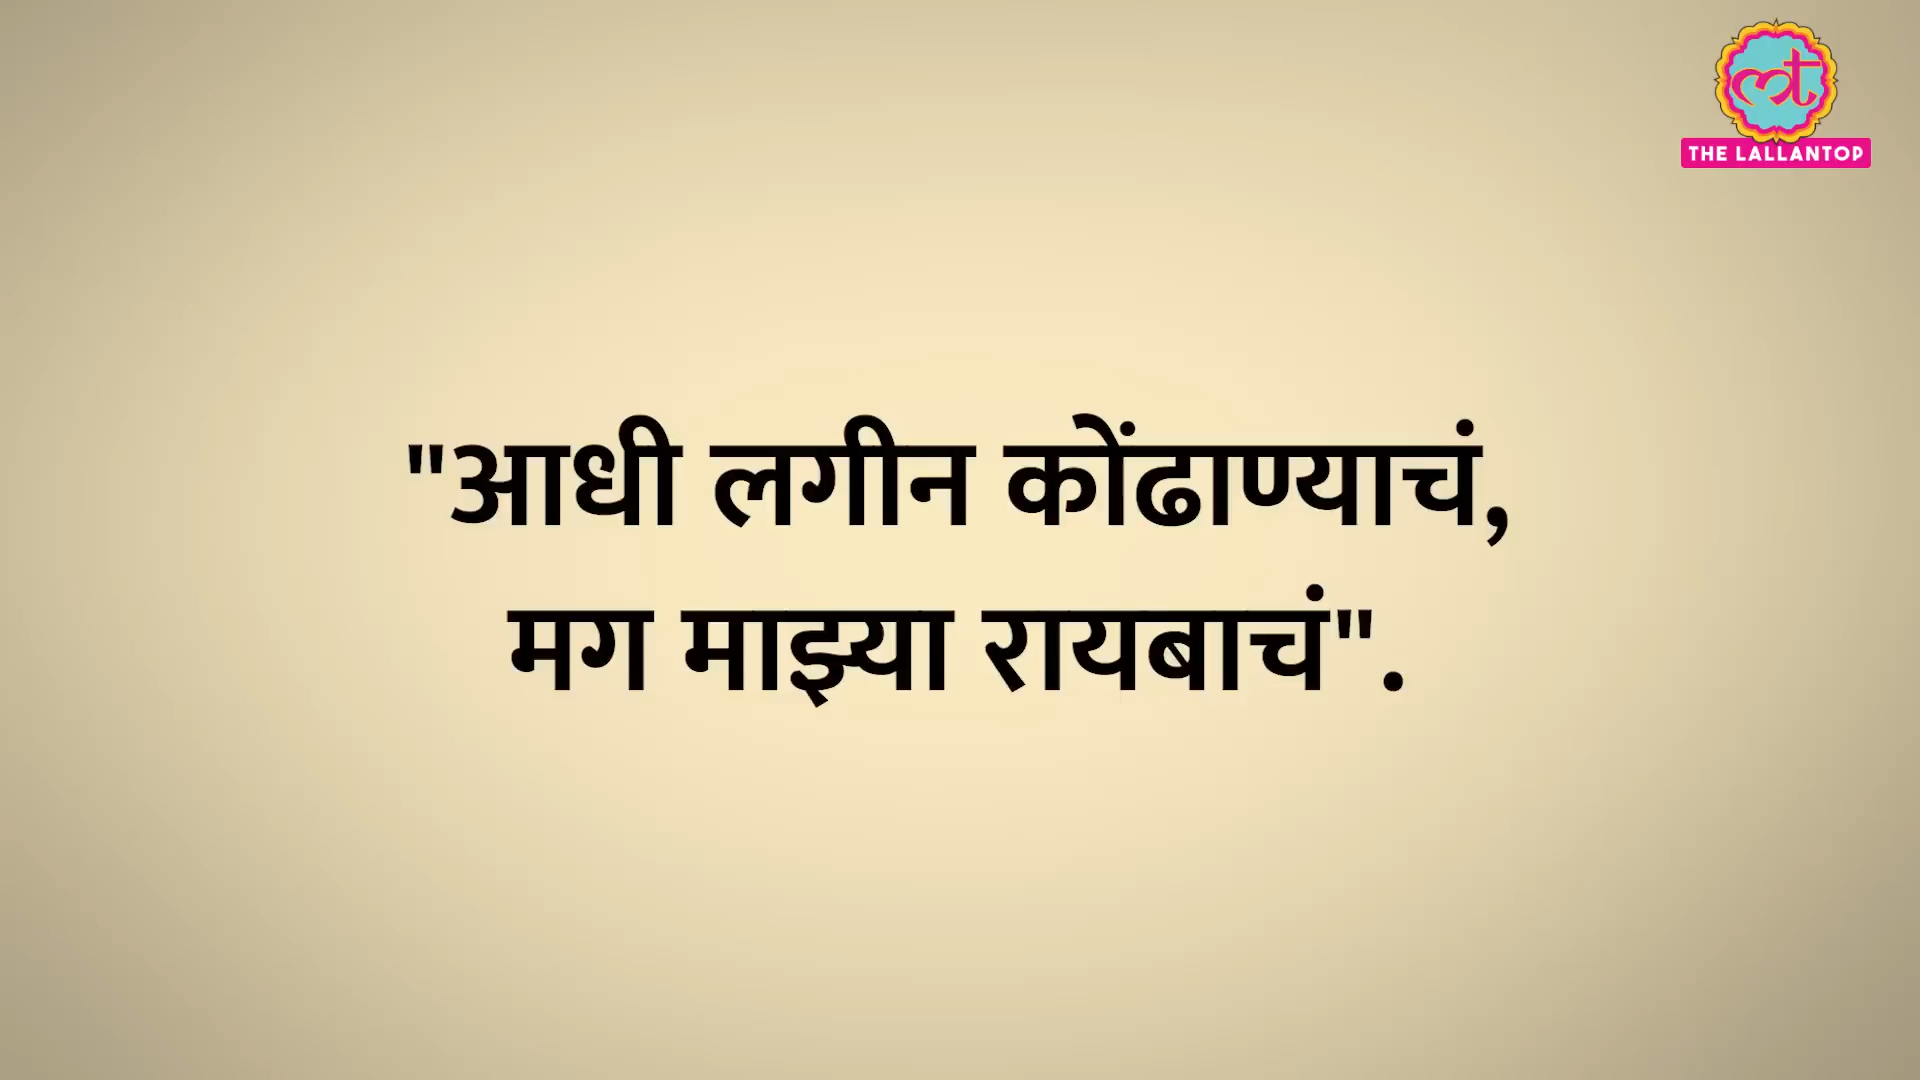 THE LALLANTOP
"आधी लगीन कोंढाण्याचं,
मग माझ्या रायबाचं".